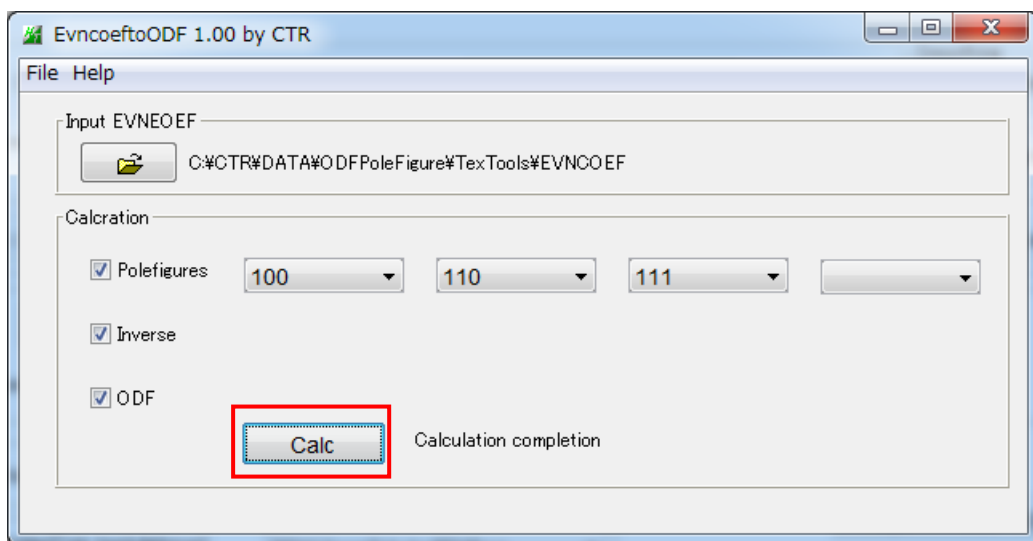 EvncoeftoODF 1.00 by CTR
File Help
Input EVNEOEF
C:¥CTR¥DATA¥ODFPoleFigure¥TexTools¥EVNCOEF
Calcration
Polefigures 100 110 111
Inverse
ODF
Calc Calculation completion